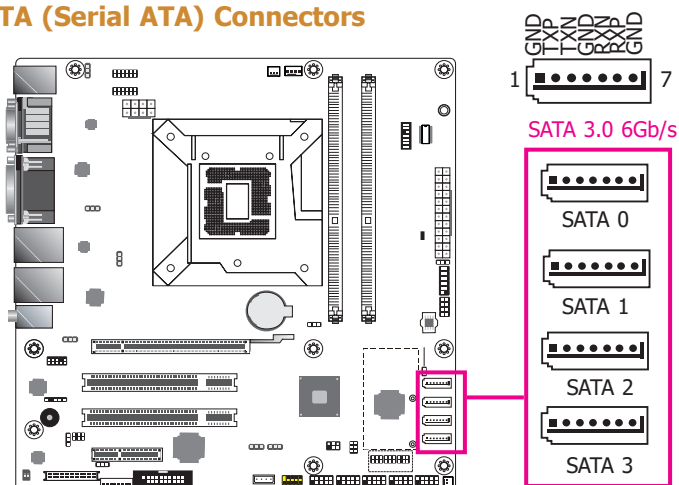 TA (Serial ATA) Connectors
GND
TXP
TXN
GND
RXN
RXP
GND
1
7
SATA 3.0 6Gb/s
SATA 0
SATA 1
SATA 2
SATA 3